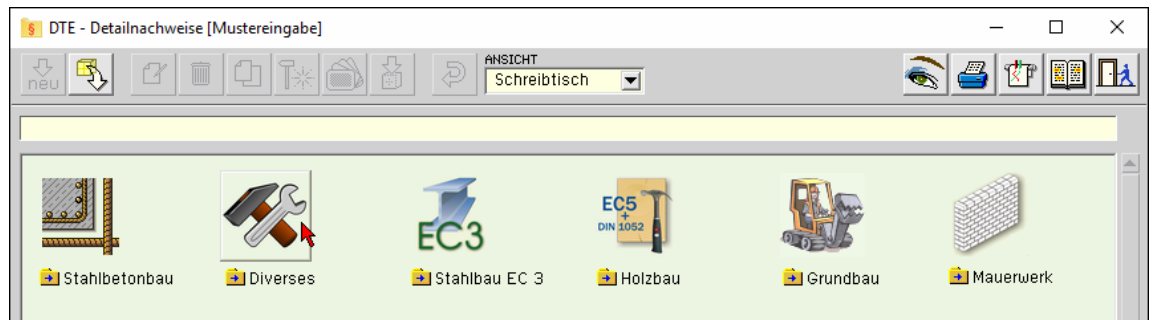 § DTE - Detailnachweise [Mustereingabe]
neu
ANSICHT
Schreibtisch
EC3
EC5
+
DIN 1052
Stahlbetonbau
Diverses
Stahlbau EC 3
Holzbau
Grundbau
Mauerwerk